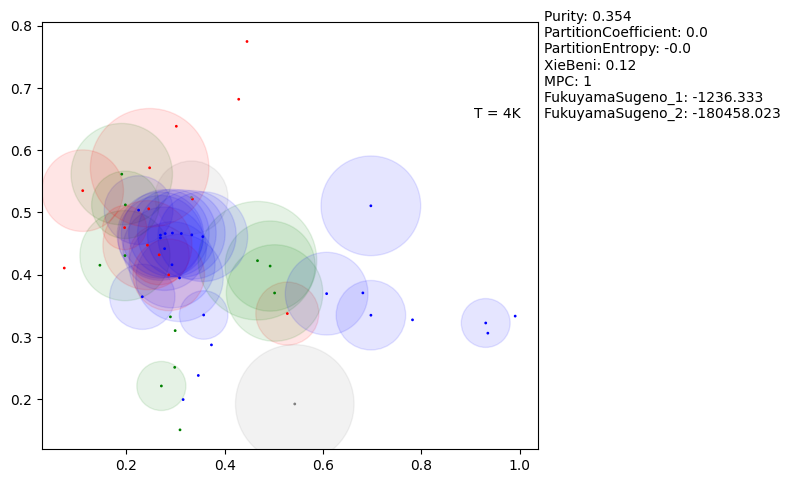 Purity: 0.354
PartitionCoefficient: 0.0
PartitionEntropy: -0.0
XieBeni: 0.12
MPC: 1
FukuyamaSugeno_1: -1236.333
FukuyamaSugeno_2: -180458.023
T = 4K
0.8
0.7
0.6
0.5
0.4
0.3
0.2
0.2 0.4 0.6 0.8 1.0